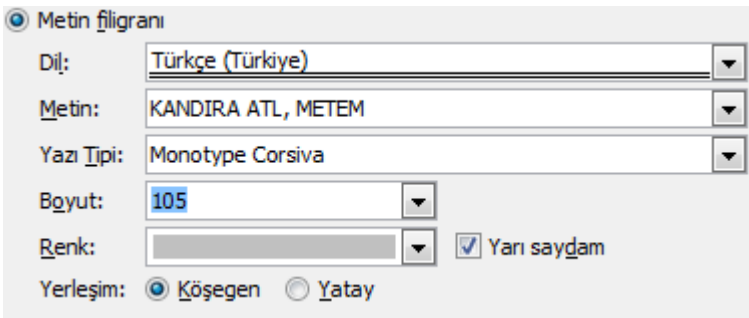 Metin filigranı
Dil: Türkçe (Türkiye)
Metin: KANDIRA ATL, METEM
Yazı Tipi: Monotype Corsiva
Boyut: 105
Renk: Yarı saydam
Yerleşim: Köşegen Yatay